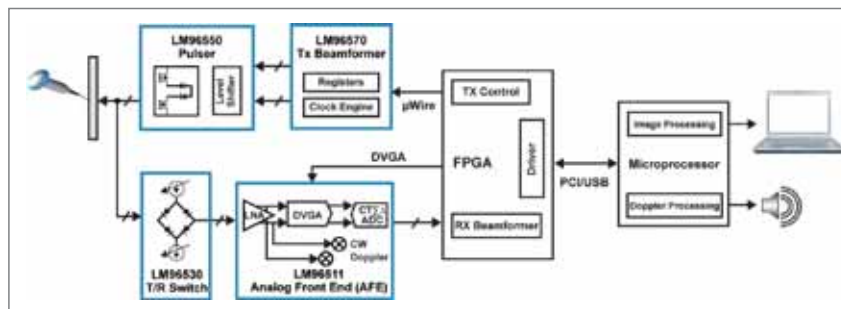 LM96550
Pulser
Level
Shifter
LM96570
Tx Beamformer
Registers
Clock Engine
µWire
TX Control
FPGA
Driver
RX Beamformer
DVGA
PCI/USB
Image Processing
Microprocessor
Doppler Processing
LM96530
T/R Switch
LNA
DVGA
ADC
CW
Doppler
LM96511
Analog Front End (AFE)